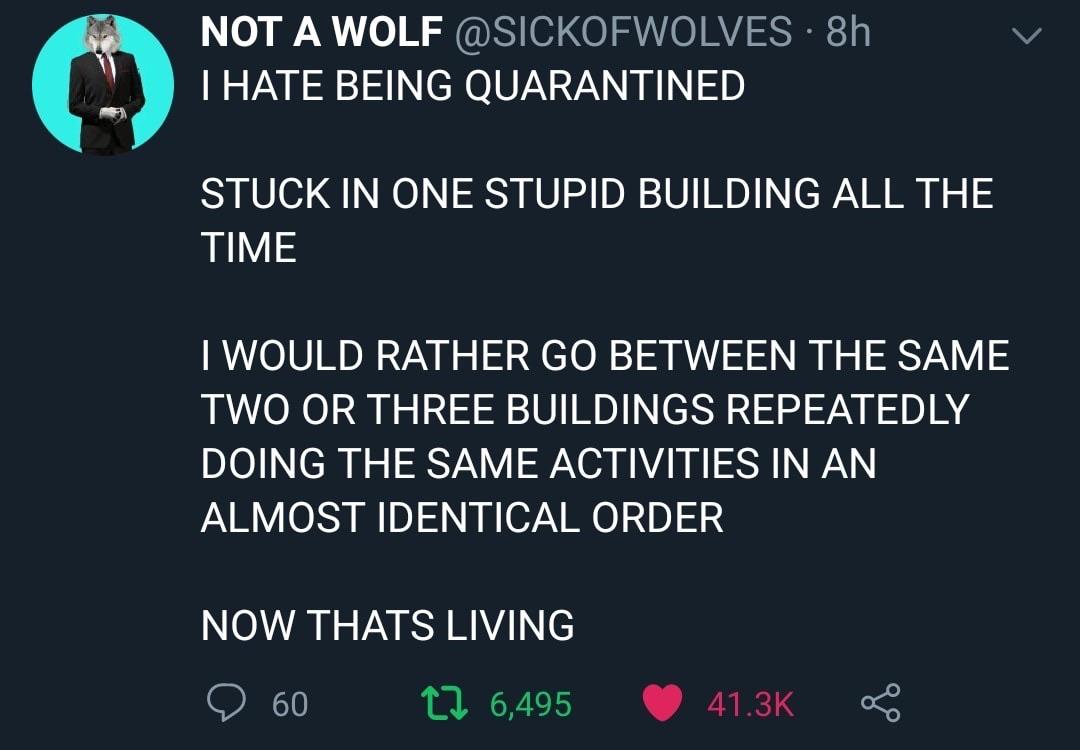 NOT A WOLF @SICKOFWOLVES · 8h
I HATE BEING QUARANTINED
STUCK IN ONE STUPID BUILDING ALL THE
TIME
I WOULD RATHER GO BETWEEN THE SAME
TWO OR THREE BUILDINGS REPEATEDLY
DOING THE SAME ACTIVITIES IN AN
ALMOST IDENTICAL ORDER
NOW THATS LIVING
60 6,495 41.3K